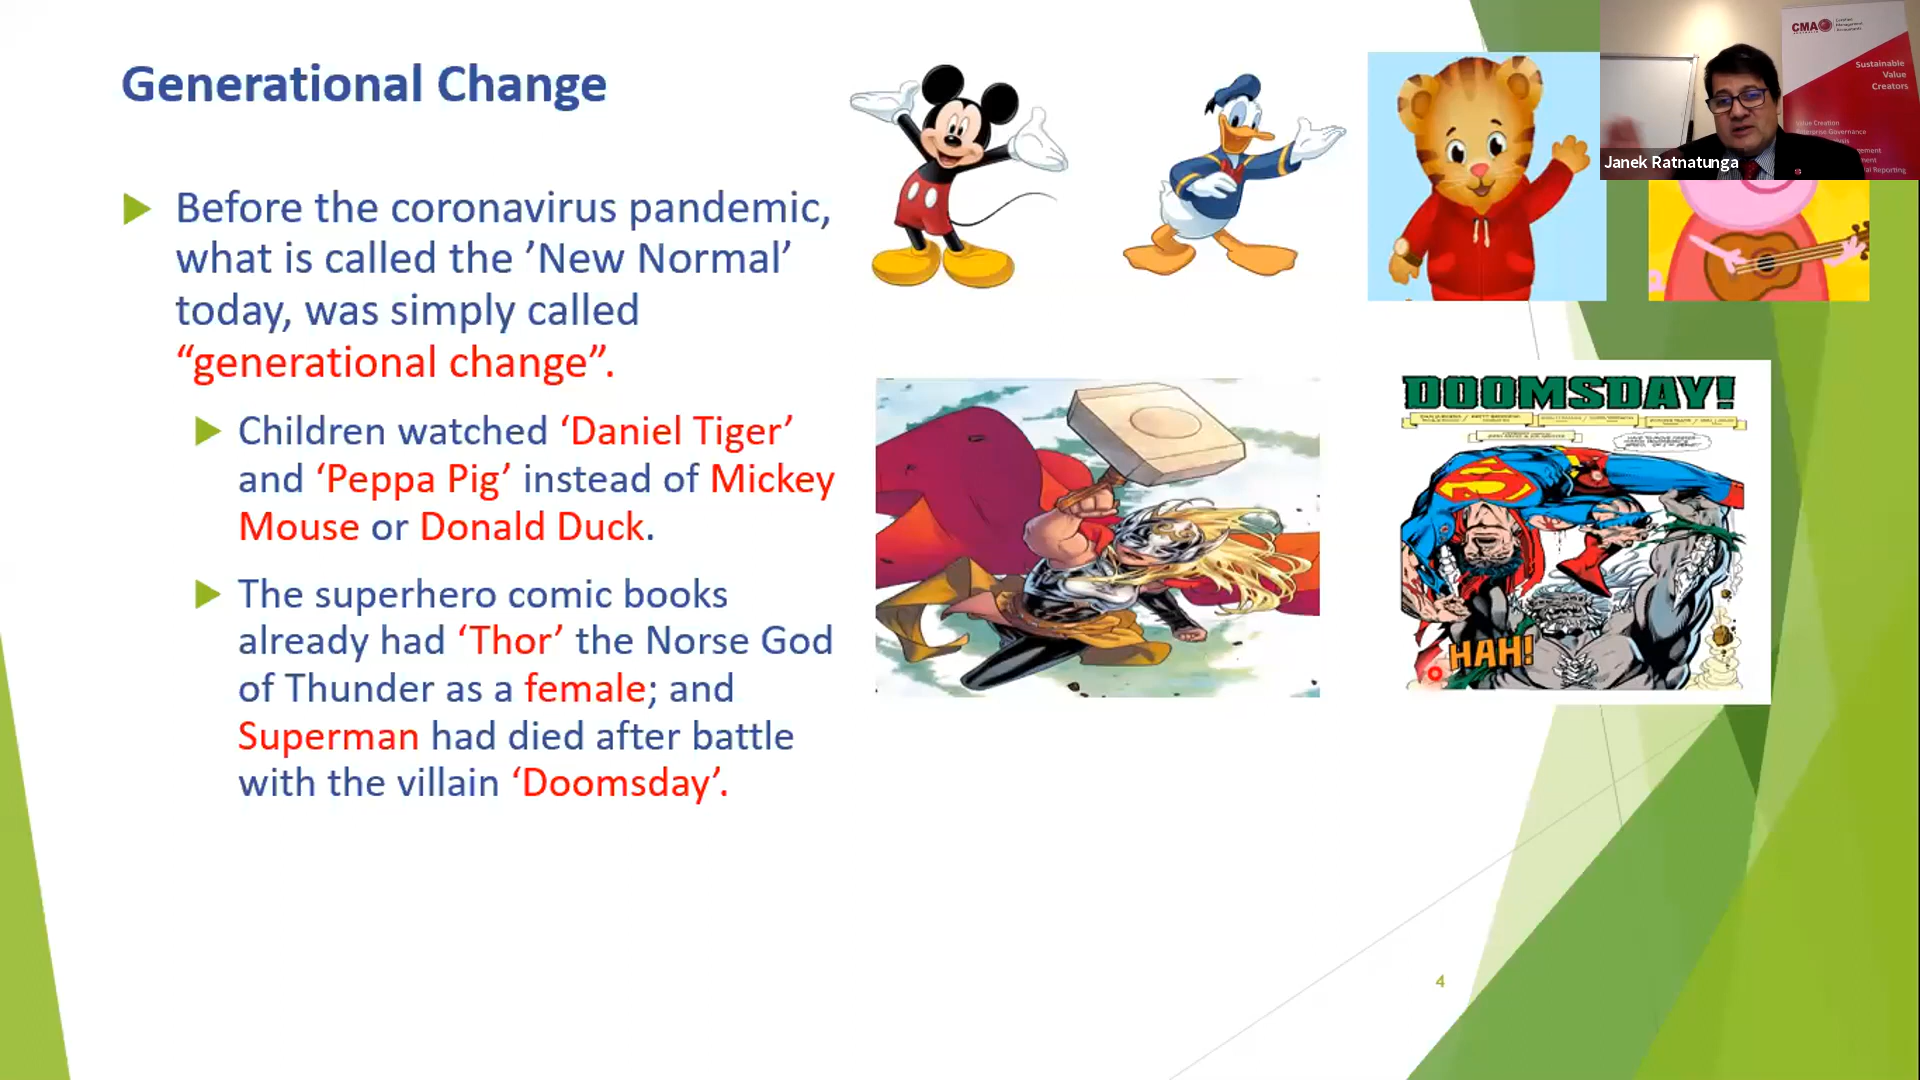 Generational Change
Before the coronavirus pandemic,
what is called the ’New Normal’
today, was simply called
“generational change”.
Children watched ‘Daniel Tiger’
and ‘Peppa Pig’ instead of Mickey
Mouse or Donald Duck.
The superhero comic books
already had ‘Thor’ the Norse God
of Thunder as a female; and
Superman had died after battle
with the villain ‘Doomsday’.
DOOMSDAY!
HAH!
4
CMA
Sustainable
Value
Creators
Value Creation
Janek Ratnatunga